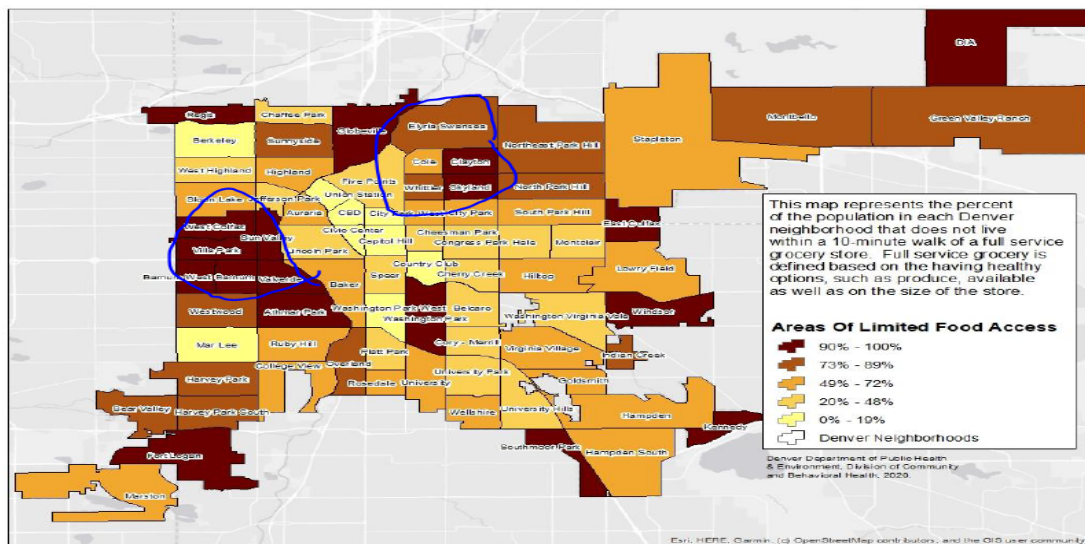 DIA
Regis
Chaffee Park
Globeville
Elyria Swansea
Berkeley
Sunnyside
Northeast Park Hill
Stapleton
Montbello
Green Valley Ranch
West Highland
Highland
Cole
Clayton
Five Points
Whittier
Skyland
North Park Hill
Union Station
Sloan Lake
Jefferson Park
Auraria
CBD
City Park West
City Park
South Park Hill
West Colfax
Sun Valley
Civic Center
Cheesman Park
East Colfax
Villa Park
Lincoln Park
Capitol Hill
Congress Park
Hale
Montclair
Country Club
Barnum
West Barnum
Valverde
Baker
Speer
Cherry Creek
Hilltop
Lowry Field
Westwood
Athmar Park
Washington Park West
Washington Park
Belcaro
Washington Virginia Vale
Windsor
Mar Lee
Ruby Hill
Platt Park
Cory - Merrill
Virginia Village
Indian Creek
College View
Overland
University Park
Goldsmith
Harvey Park
Rosedale
University
Bear Valley
Harvey Park South
Wellshire
University Hills
Hampden
Kennedy
Southmoor Park
Hampden South
Fort Logan
Marston
This map represents the percent
of the population in each Denver
neighborhood that does not live
within a 10-minute walk of a full service
grocery store.  Full service grocery is
defined based on the having healthy
options, such as produce, available
as well as on the size of the store.
Areas Of Limited Food Access
90% - 100%
73% - 89%
49% - 72%
20% - 48%
0% - 19%
Denver Neighborhoods
Denver Department of Public Health
& Environment, Division of Community
and Behavioral Health, 2020.
Esri, HERE, Garmin, (c) OpenStreetMap contributors, and the GIS user community